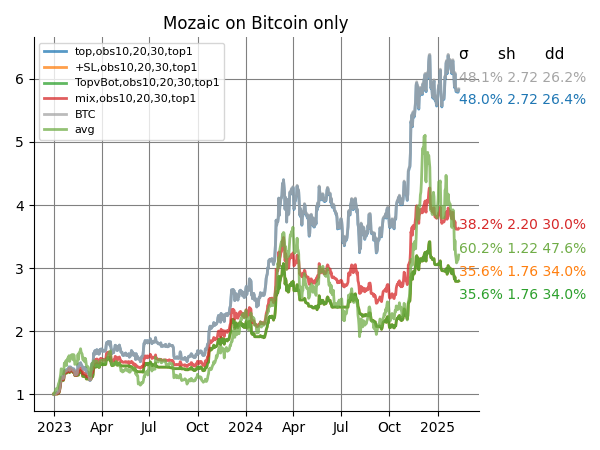 Mozaic on Bitcoin only
top,obs10,20,30,top1
+SL,obs10,20,30,top1
TopvBot,obs10,20,30,top1
mix,obs10,20,30,top1
BTC
avg
σ sh dd
48.1% 2.72 26.2%
48.0% 2.72 26.4%
38.2% 2.20 30.0%
60.2% 1.22 47.6%
35.6% 1.76 34.0%
35.6% 1.76 34.0%
6
5
4
3
2
1
2023 Apr Jul Oct 2024 Apr Jul Oct 2025